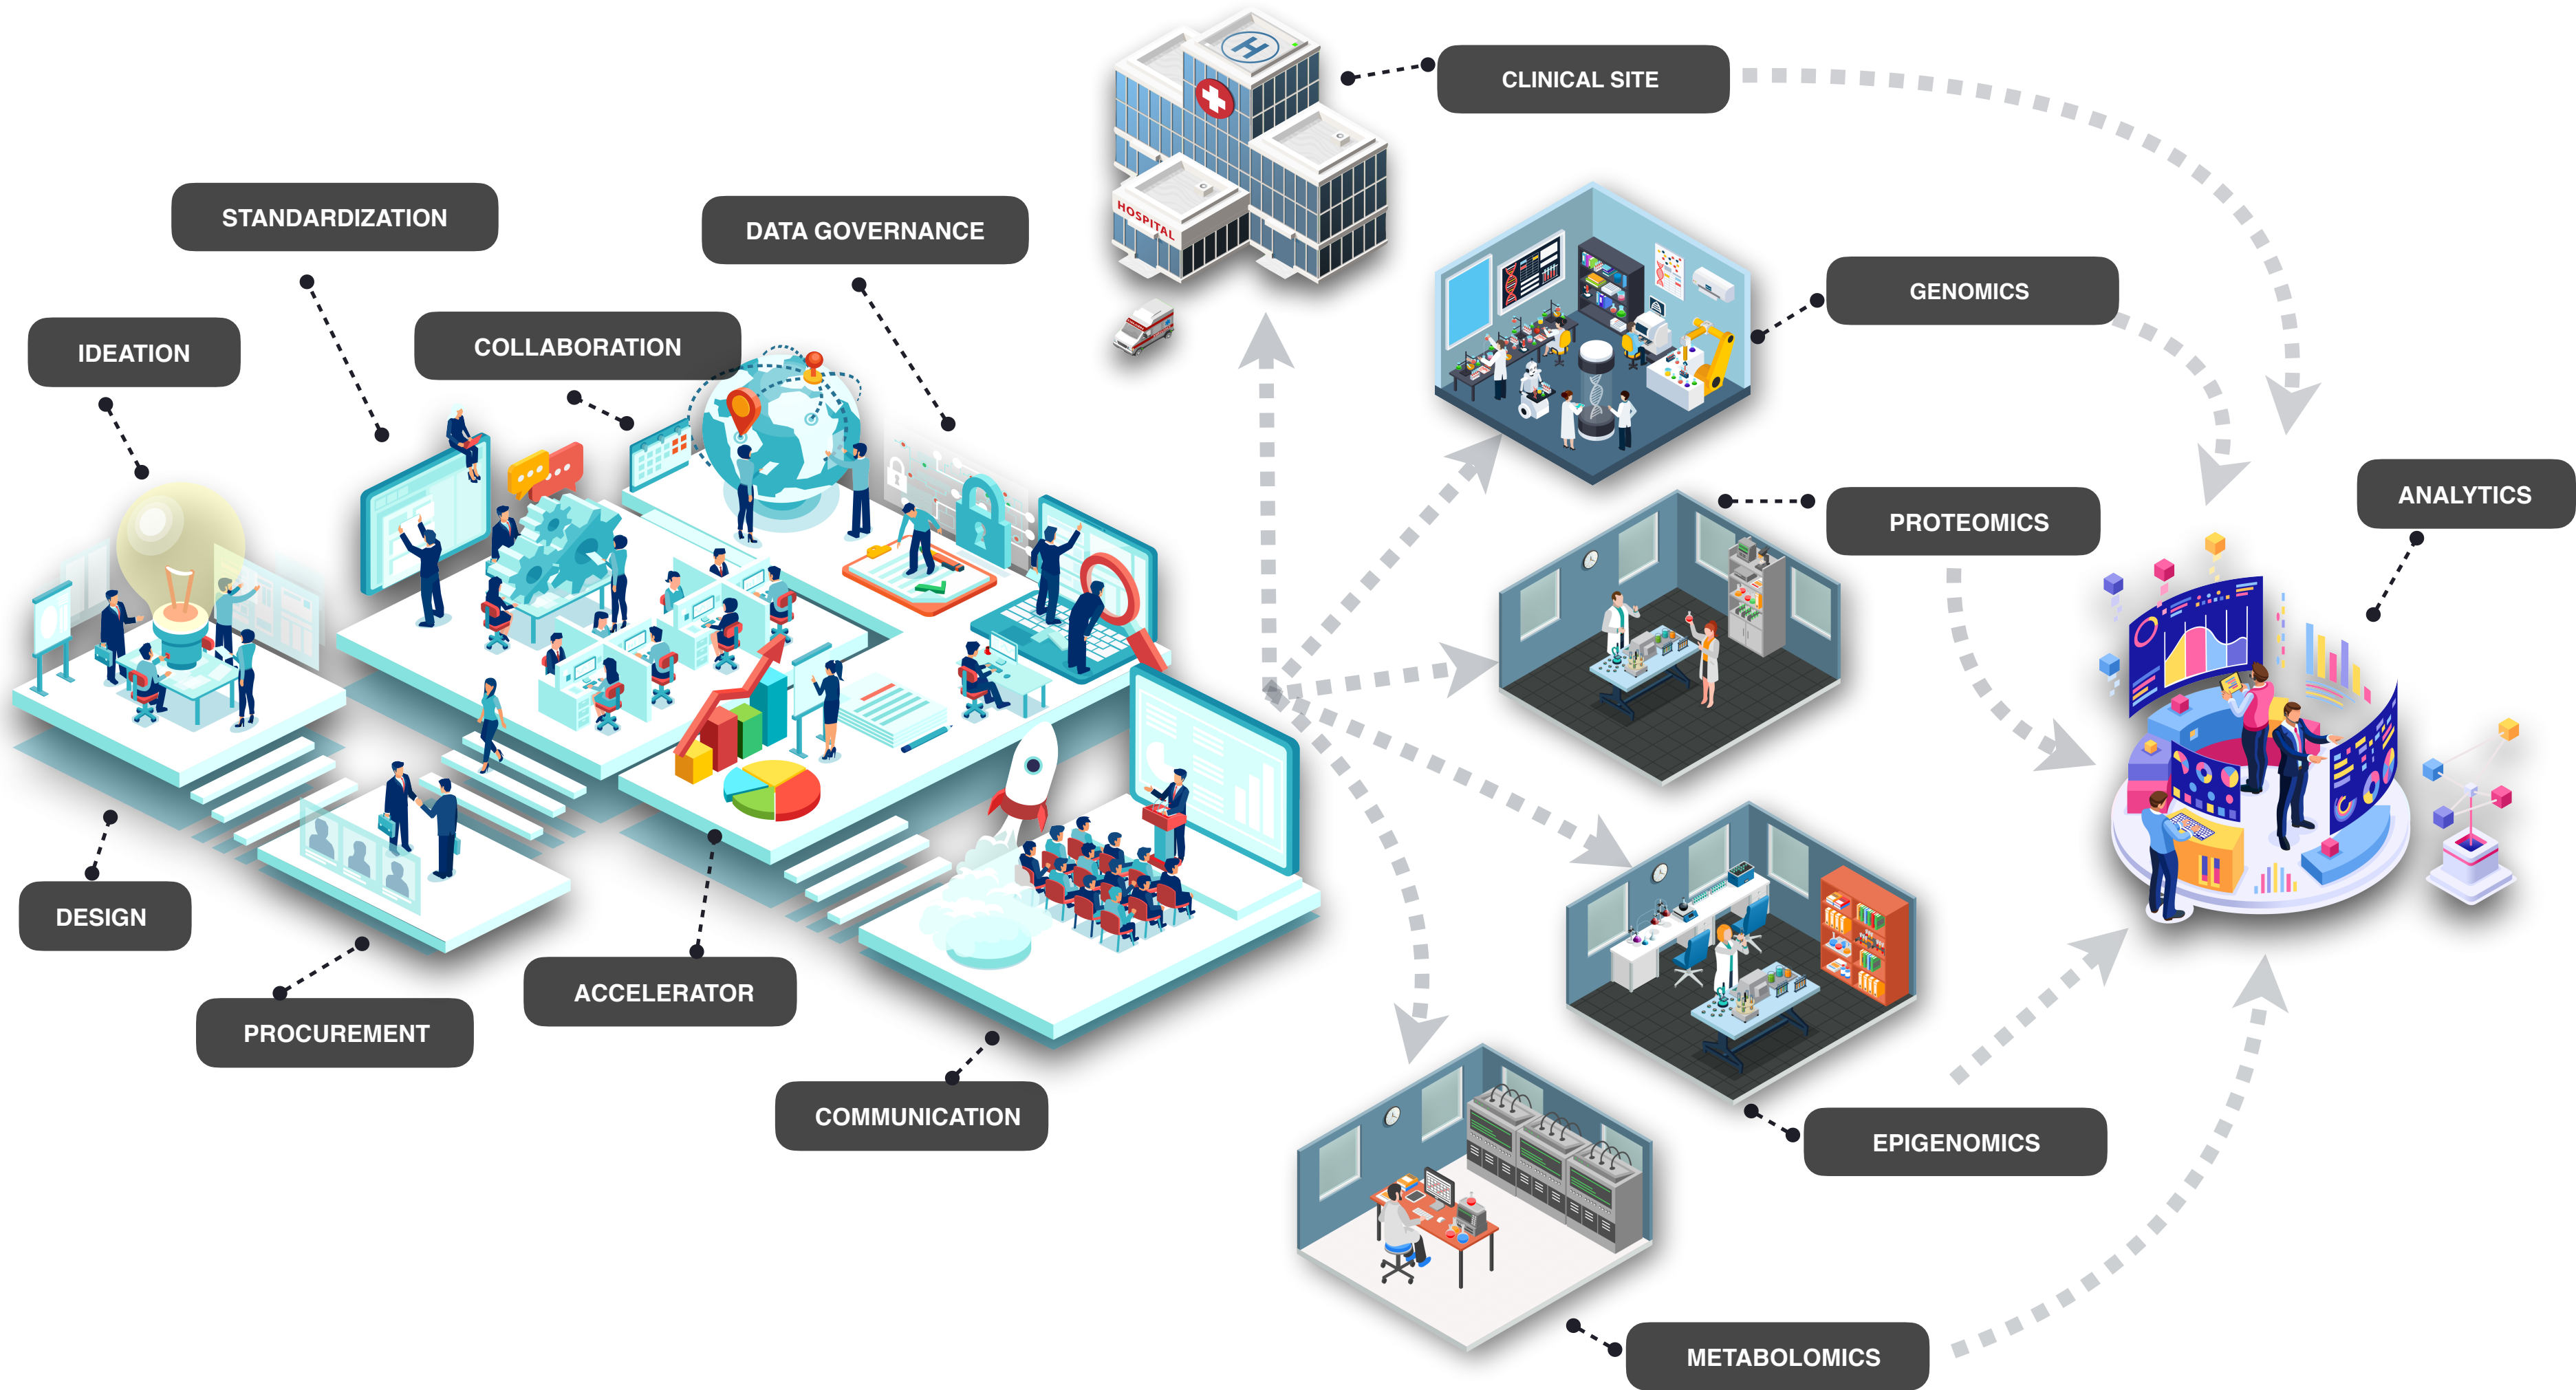 CLINICAL SITE
STANDARDIZATION
DATA GOVERNANCE
HOSPITAL
IDEATION
COLLABORATION
GENOMICS
PROTEOMICS
ANALYTICS
DESIGN
PROCUREMENT
ACCELERATOR
COMMUNICATION
EPIGENOMICS
METABOLOMICS
H